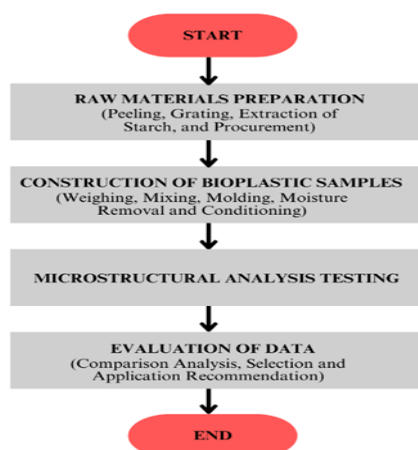 START
RAW MATERIALS PREPARATION
(Peeling, Grating, Extraction of
Starch, and Procurement)
CONSTRUCTION OF BIOPLASTIC SAMPLES
(Weighing, Mixing, Molding, Moisture
Removal and Conditioning)
MICROSTRUCTURAL ANALYSIS TESTING
EVALUATION OF DATA
(Comparison Analysis, Selection and
Application Recommendation)
END